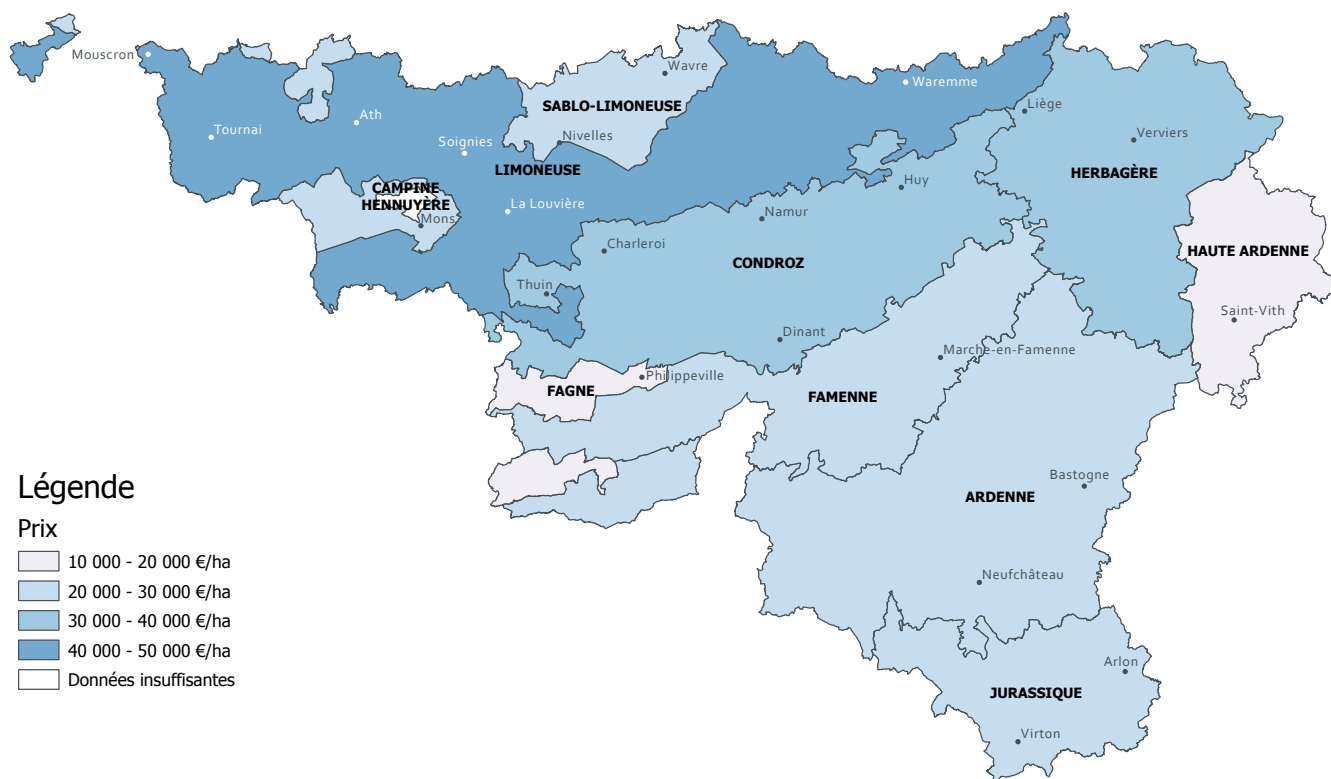 Mouscron
Wavre
Waremme
SABLO-LIMONEUSE
Liège
Ath
Tournai
Nivelles
Verviers
Soignies
LIMONEUSE
HERBAGÈRE
CAMPINE
HENNUYÈRE
Huy
La Louvière
Mons
Namur
Charleroi
HAUTE ARDENNE
CONDROZ
Thuin
Saint-Vith
Dinant
Marche-en-Famenne
Philippeville
FAGNE
FAMENNE
Bastogne
ARDENNE
Neufchâteau
Arlon
JURASSIQUE
Virton
Légende
Prix
10 000 - 20 000 €/ha
20 000 - 30 000 €/ha
30 000 - 40 000 €/ha
40 000 - 50 000 €/ha
Données insuffisantes